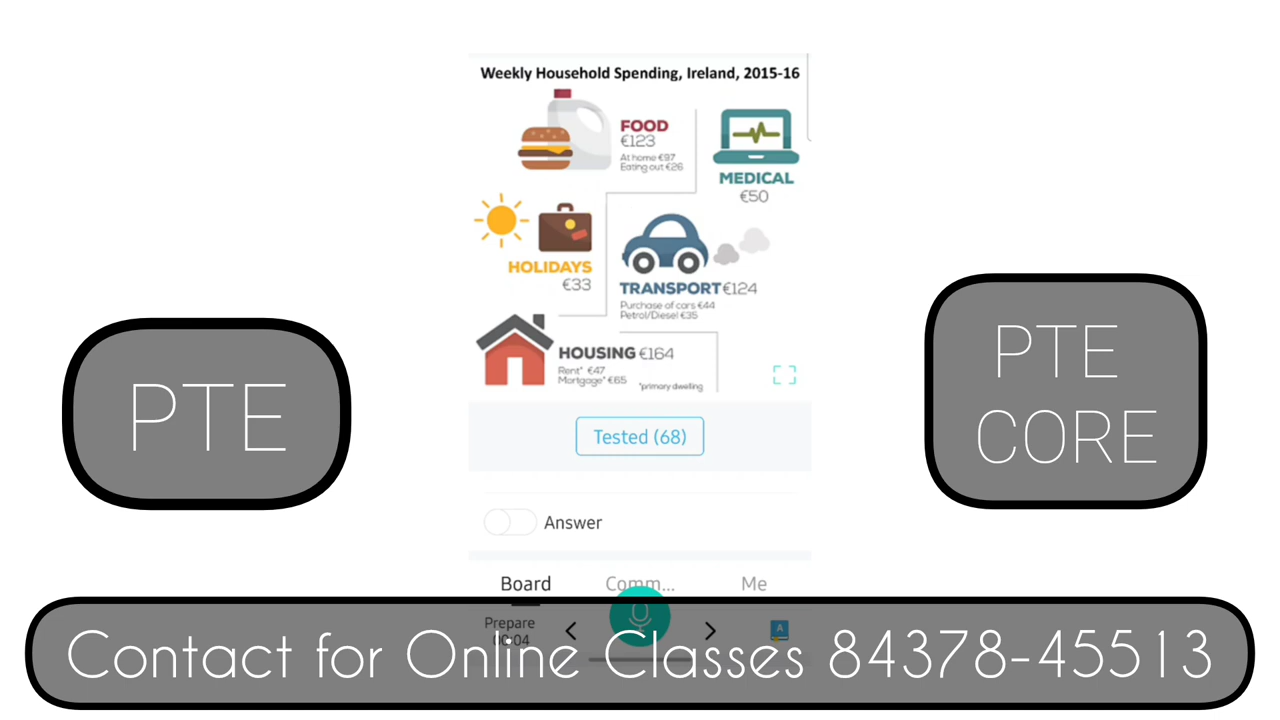 Weekly Household Spending, Ireland, 2015-16
FOOD
€123
At home €97
Eating out €26
MEDICAL
€50
HOLIDAYS
€33
TRANSPORT €124
Purchase of cars €44
Petrol/Diesel €35
HOUSING €164
Rent* €47
Mortgage* €65
*primary dwelling
PTE
PTE
CORE
Tested (68)
Answer
Board
Comm...
Me
Prepare
00:04
A
Contact for Online Classes 84378-45513